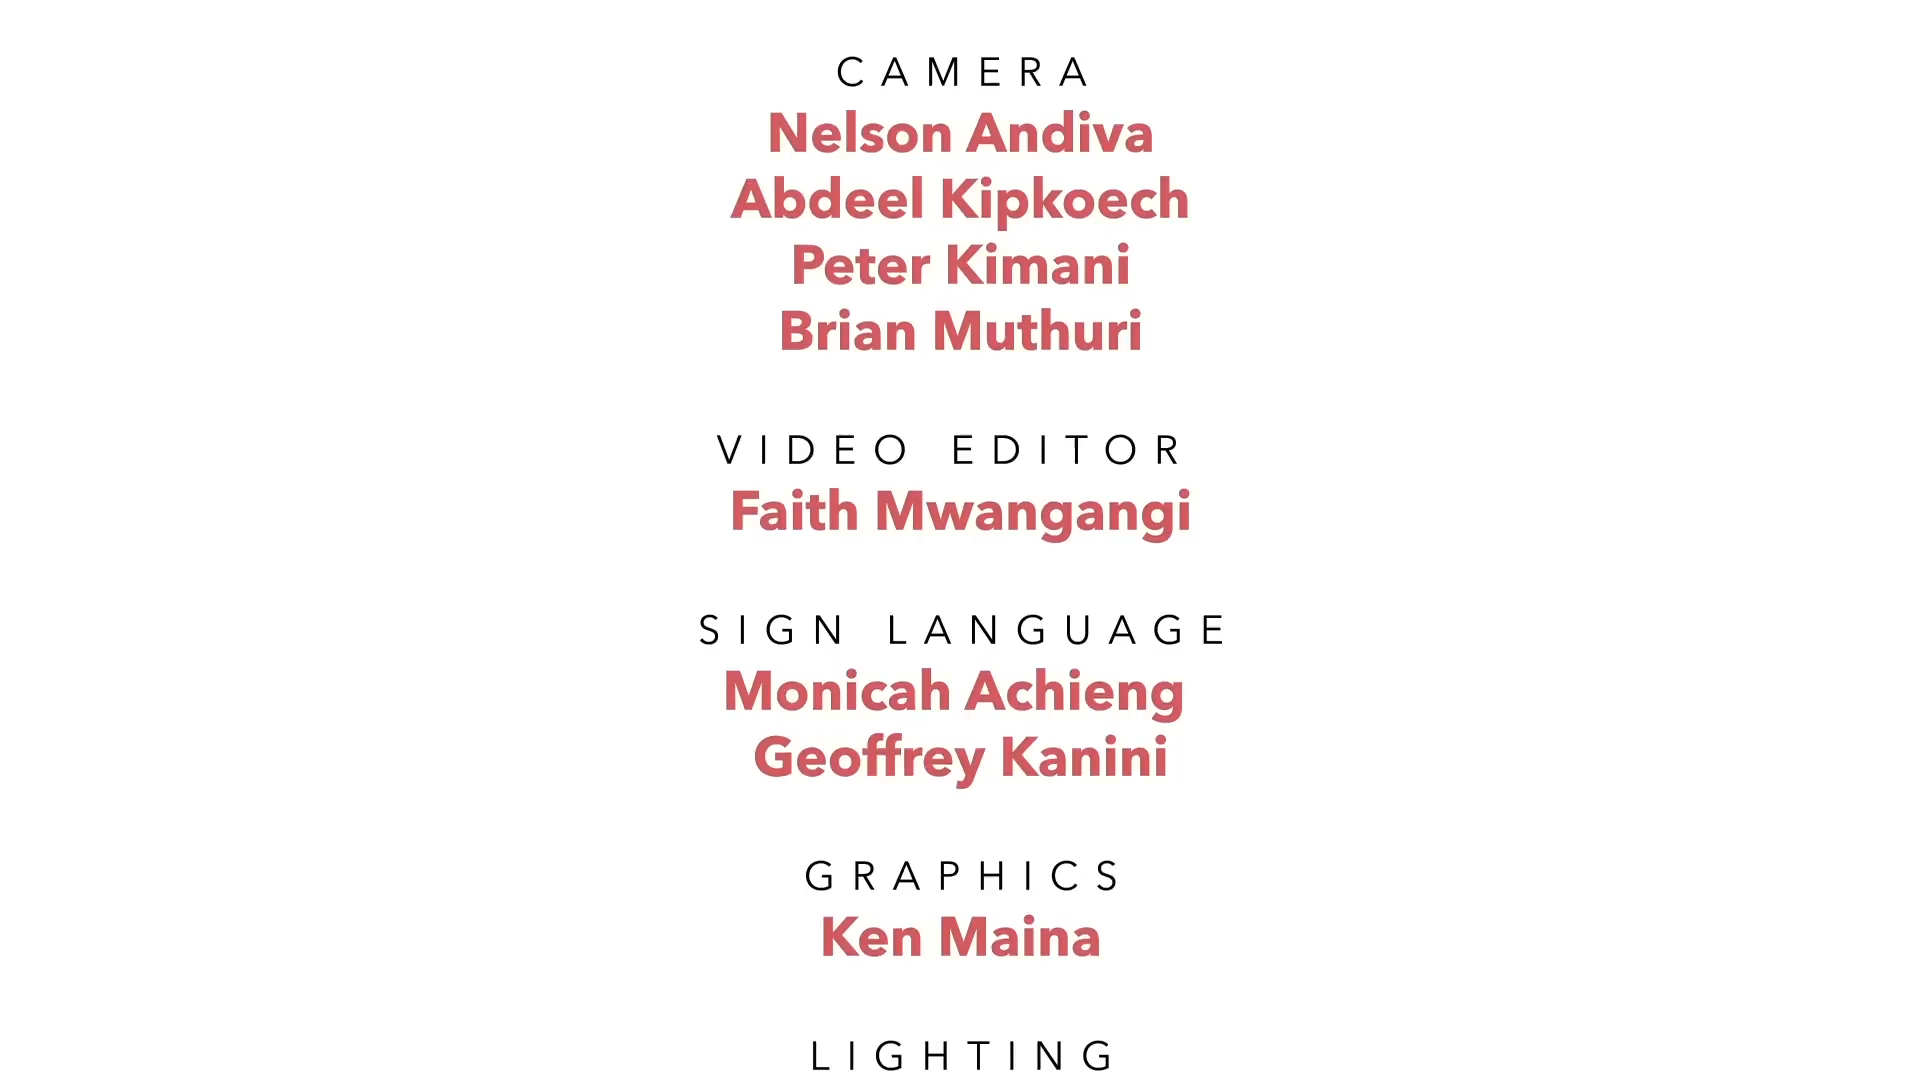 CAMERA
Nelson Andiva
Abdeel Kipkoech
Peter Kimani
Brian Muthuri
VIDEO EDITOR
Faith Mwangangi
SIGN LANGUAGE
Monicah Achieng
Geoffrey Kanini
GRAPHICS
Ken Maina
LIGHTING